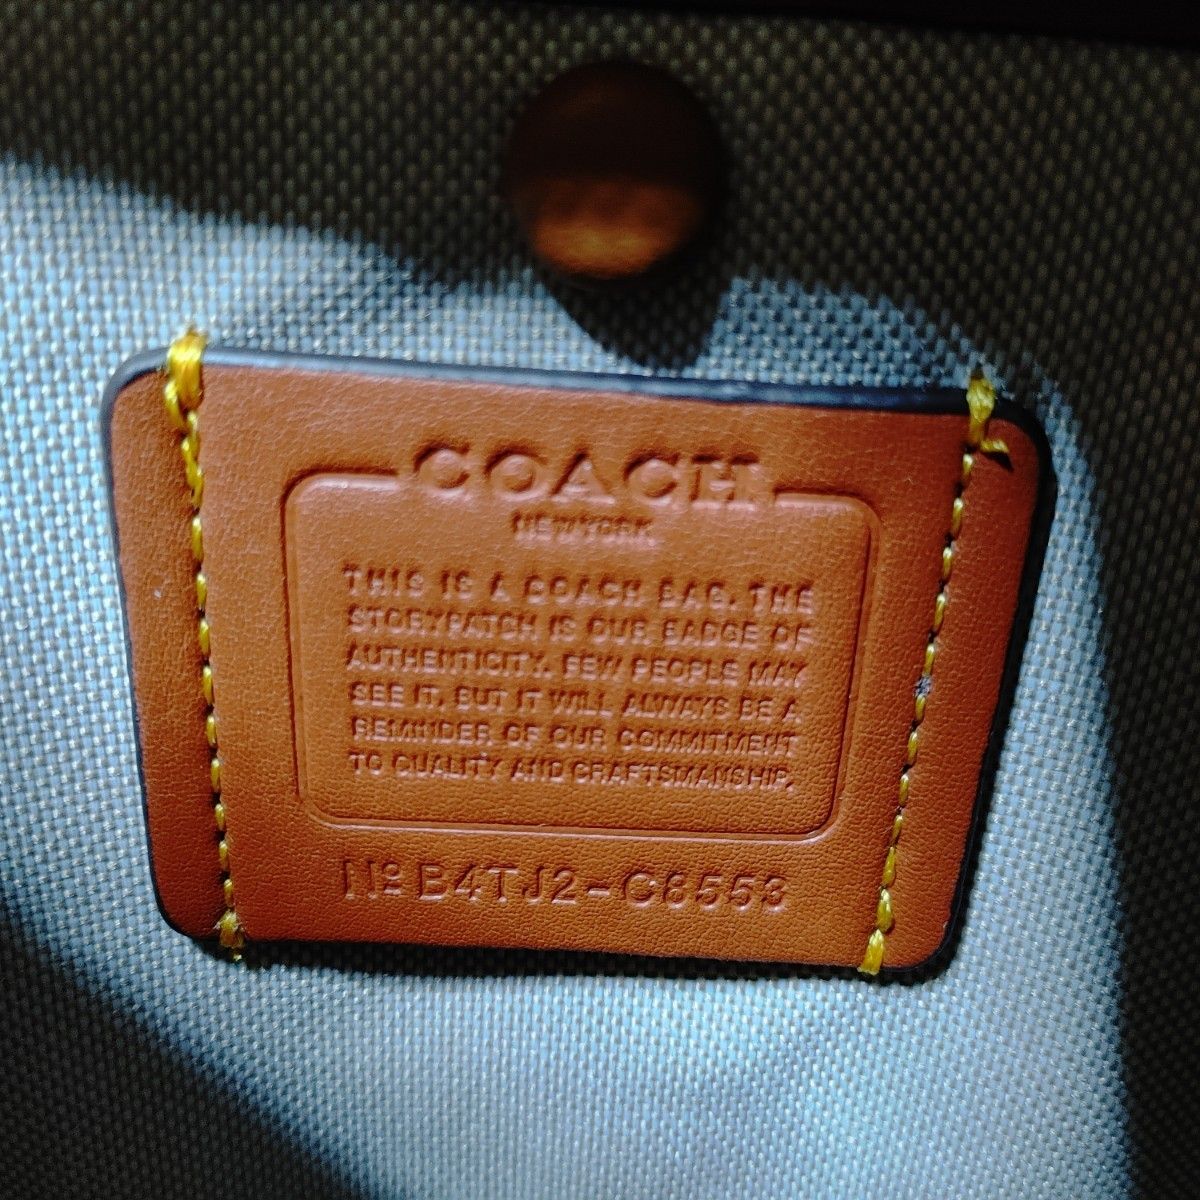 COACH
NEW YORK
THIS IS A COACH BAG. THE
STORYPATCH IS OUR BADGE OF
AUTHENTICITY. FEW PEOPLE MAY
SEE IT, BUT IT WILL ALWAYS BE A
REMINDER OF OUR COMMITMENT
TO QUALITY AND CRAFTSMANSHIP.
Nº B4TJ2-C8553